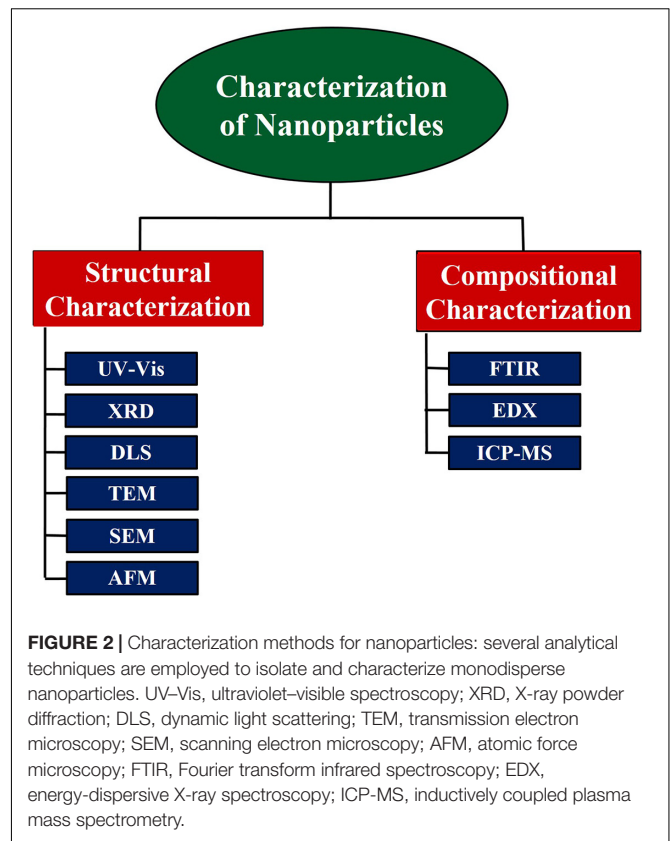 Characterization
of Nanoparticles
Structural
Characterization
UV-Vis
XRD
DLS
TEM
SEM
AFM
Compositional
Characterization
FTIR
EDX
ICP-MS
FIGURE 2 | Characterization methods for nanoparticles: several analytical
techniques are employed to isolate and characterize monodisperse
nanoparticles. UV–Vis, ultraviolet–visible spectroscopy; XRD, X-ray powder
diffraction; DLS, dynamic light scattering; TEM, transmission electron
microscopy; SEM, scanning electron microscopy; AFM, atomic force
microscopy; FTIR, Fourier transform infrared spectroscopy; EDX,
energy-dispersive X-ray spectroscopy; ICP-MS, inductively coupled plasma
mass spectrometry.